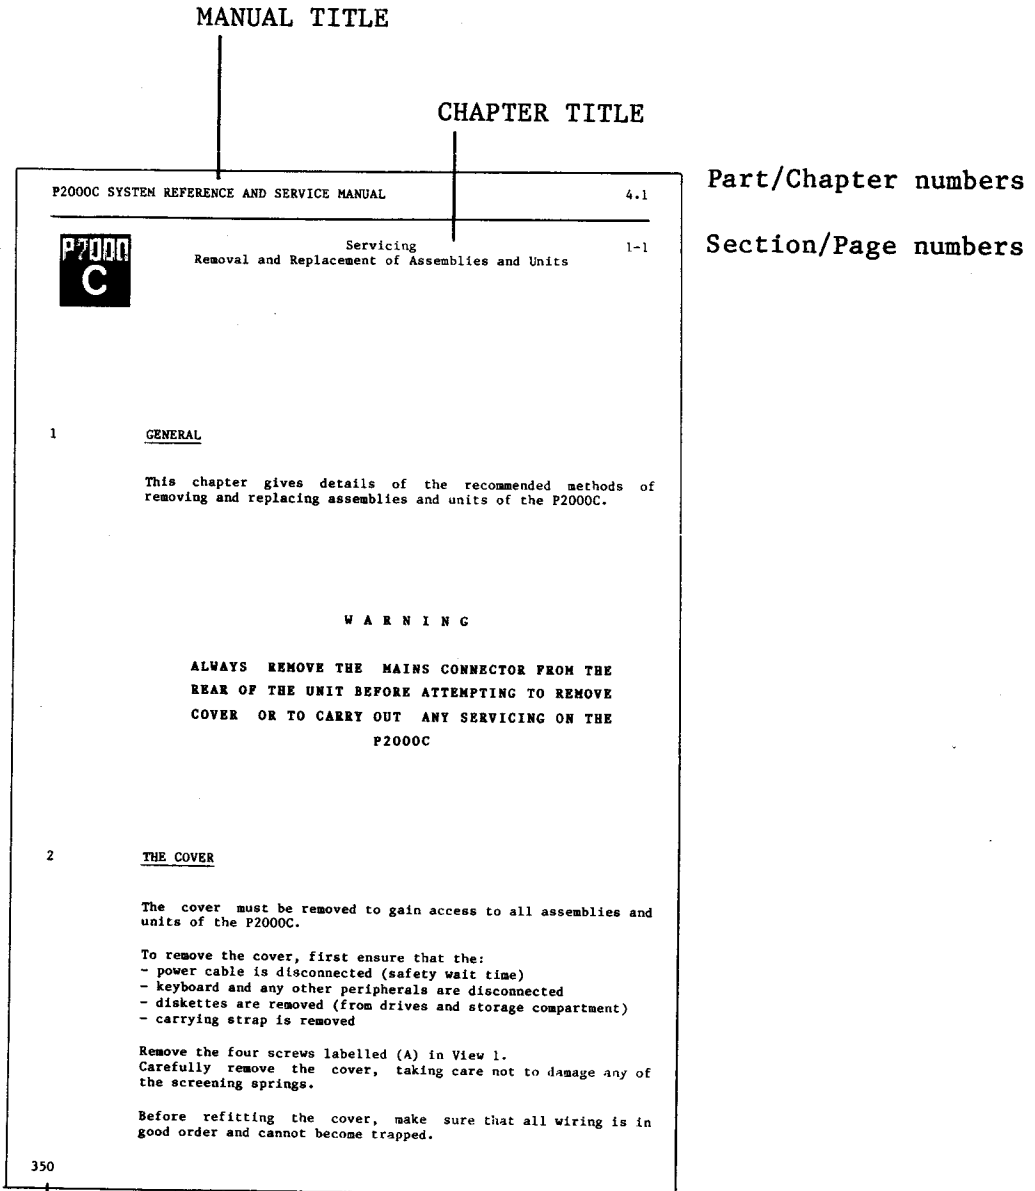 MANUAL TITLE
CHAPTER TITLE
P2000C SYSTEM REFERENCE AND SERVICE MANUAL 4.1 Part/Chapter numbers
P2000
C
Servicing 1-1 Section/Page numbers
Removal and Replacement of Assemblies and Units
1 GENERAL
This chapter gives details of the recommended methods of
removing and replacing assemblies and units of the P2000C.
W A R N I N G
ALWAYS REMOVE THE MAINS CONNECTOR FROM THE
REAR OF THE UNIT BEFORE ATTEMPTING TO REMOVE
COVER OR TO CARRY OUT ANY SERVICING ON THE
P2000C
2 THE COVER
The cover must be removed to gain access to all assemblies and
units of the P2000C.
To remove the cover, first ensure that the:
- power cable is disconnected (safety wait time)
- keyboard and any other peripherals are disconnected
- diskettes are removed (from drives and storage compartment)
- carrying strap is removed
Remove the four screws labelled (A) in View 1.
Carefully remove the cover, taking care not to damage any of
the screening springs.
Before refitting the cover, make sure that all wiring is in
good order and cannot become trapped.
350